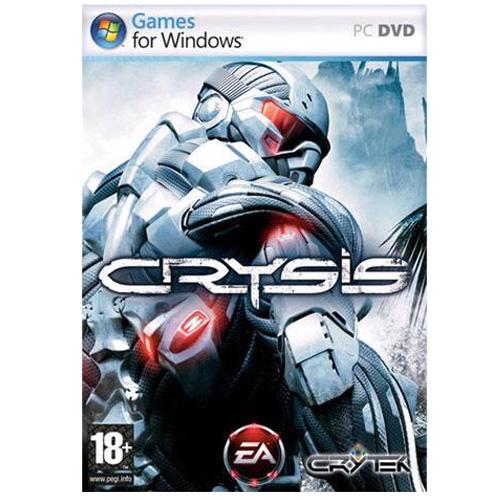 Games
for Windows®
PC DVD
CRYSIS
18+
www.pegi.info
EA
CRYTEK